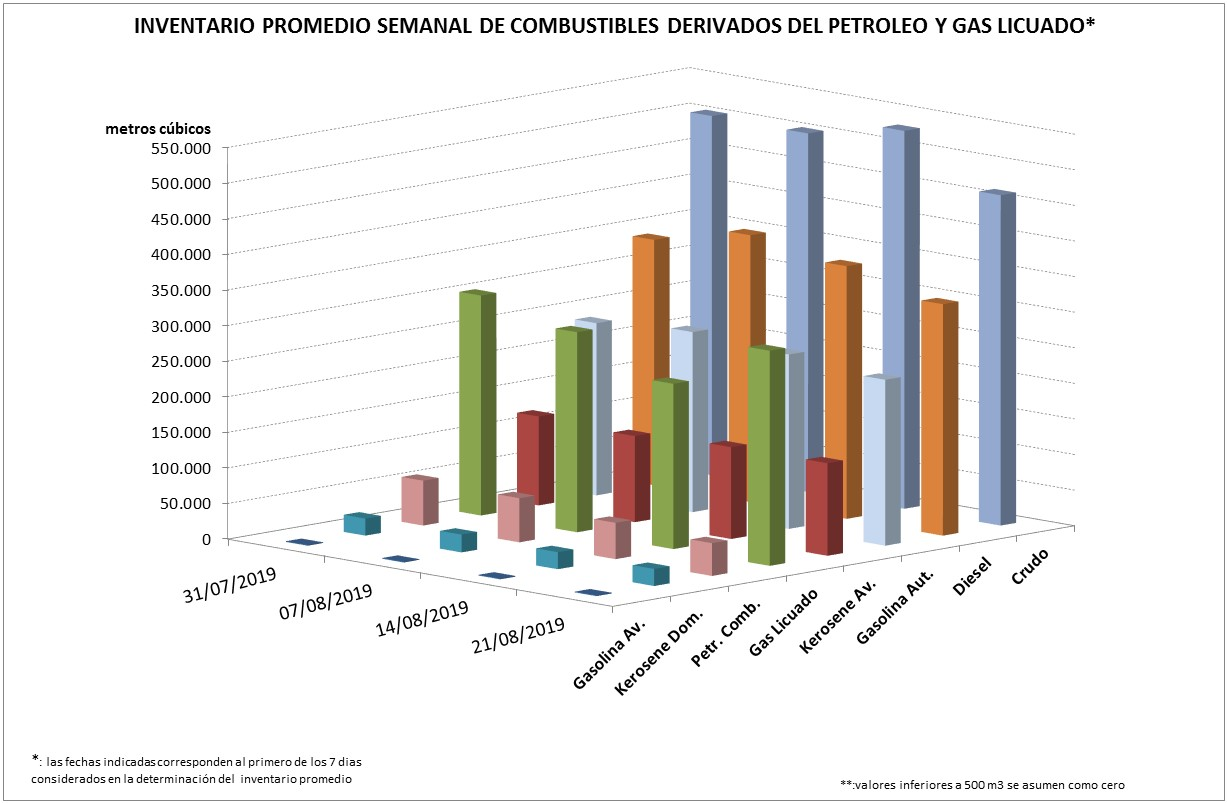 INVENTARIO PROMEDIO SEMANAL DE COMBUSTIBLES DERIVADOS DEL PETROLEO Y GAS LICUADO*
metros cúbicos
550.000
500.000
450.000
400.000
350.000
300.000
250.000
200.000
150.000
100.000
50.000
0
31/07/2019
07/08/2019
14/08/2019
21/08/2019
Gasolina Av.
Kerosene Dom.
Petr. Comb.
Gas Licuado
Kerosene Av.
Gasolina Aut.
Diesel
Crudo
*: las fechas indicadas corresponden al primero de los 7 dias
considerados en la determinación del inventario promedio
**:valores inferiores a 500 m3 se asumen como cero